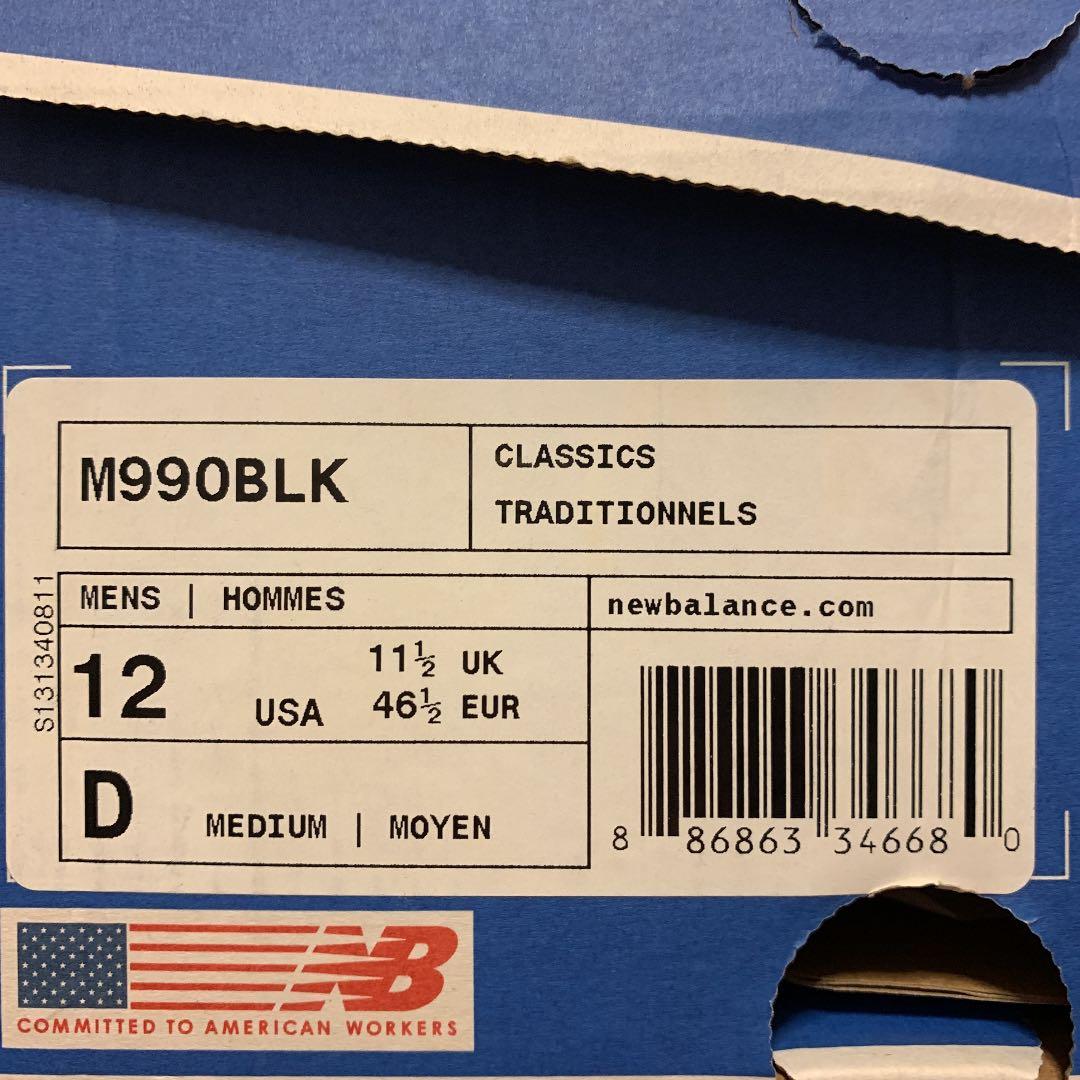 M990BLK
CLASSICS
TRADITIONNELS
MENS | HOMMES
newbalance.com
12 USA
11½ UK
46½ EUR
D MEDIUM | MOYEN
S131340811
8 86863 34668 0
NB
COMMITTED TO AMERICAN WORKERS